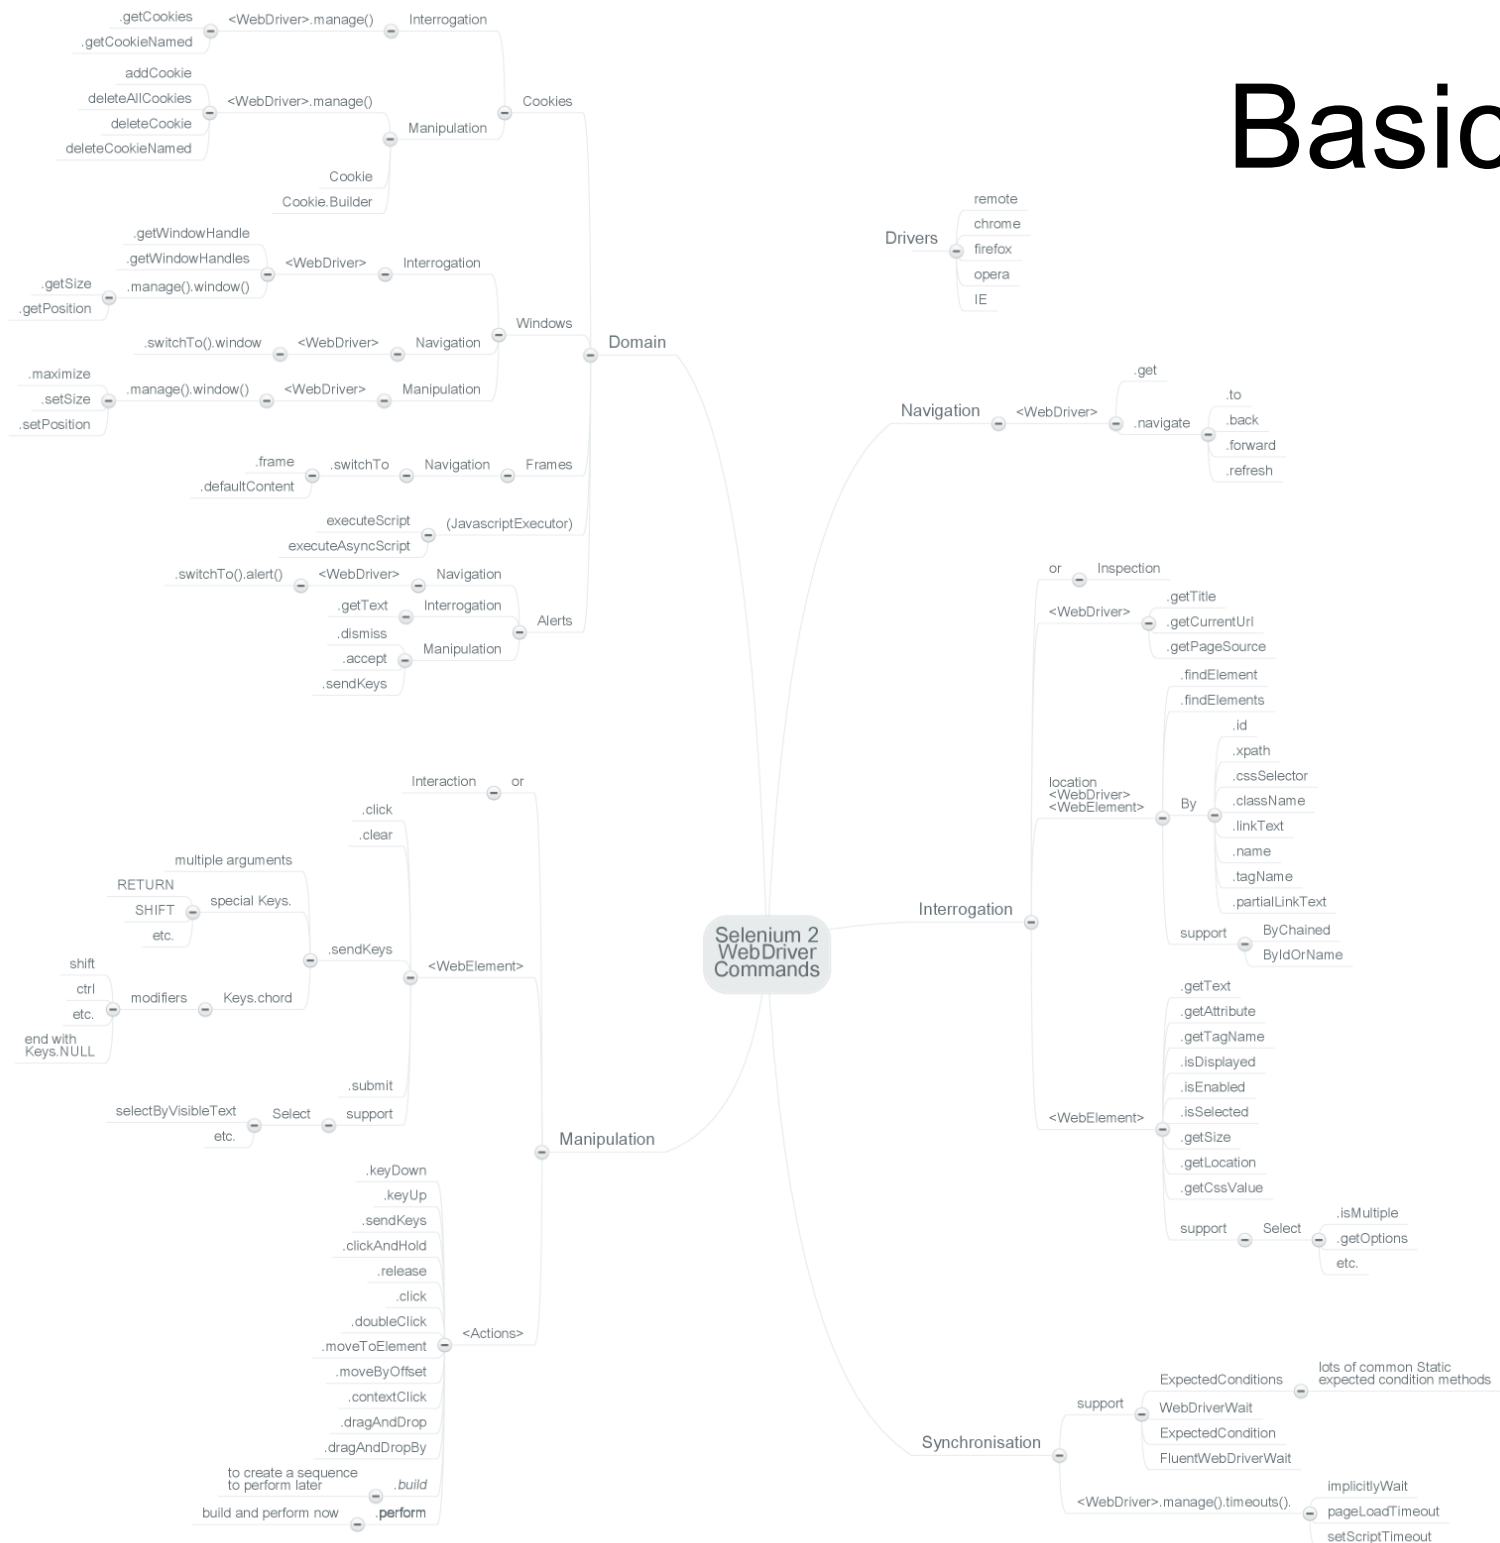 Basic
Selenium 2
WebDriver
Commands
Domain
Cookies
Interrogation
<WebDriver>.manage()
.getCookies
.getCookieNamed
Manipulation
<WebDriver>.manage()
addCookie
deleteAllCookies
deleteCookie
deleteCookieNamed
Cookie
Cookie.Builder
Windows
Interrogation
<WebDriver>
.getWindowHandle
.getWindowHandles
.manage().window()
.getSize
.getPosition
Navigation
<WebDriver>
.switchTo().window
Manipulation
<WebDriver>
.manage().window()
.maximize
.setSize
.setPosition
Frames
Navigation
.switchTo
.frame
.defaultContent
(JavascriptExecutor)
executeScript
executeAsyncScript
Alerts
Navigation
<WebDriver>
.switchTo().alert()
Interrogation
.getText
Manipulation
.dismiss
.accept
.sendKeys
Manipulation
or
Interaction
<WebElement>
.click
.clear
.sendKeys
multiple arguments
special Keys.
RETURN
SHIFT
etc.
Keys.chord
modifiers
shift
ctrl
etc.
end with
Keys.NULL
.submit
support
Select
selectByVisibleText
etc.
<Actions>
.keyDown
.keyUp
.sendKeys
.clickAndHold
.release
.click
.doubleClick
.moveToElement
.moveByOffset
.contextClick
.dragAndDrop
.dragAndDropBy
.build
to create a sequence
to perform later
.perform
build and perform now
Drivers
remote
chrome
firefox
opera
IE
Navigation
<WebDriver>
.get
.navigate
.to
.back
.forward
.refresh
Interrogation
or
Inspection
<WebDriver>
.getTitle
.getCurrentUrl
.getPageSource
location
<WebDriver>
<WebElement>
.findElement
.findElements
By
.id
.xpath
.cssSelector
.className
.linkText
.name
.tagName
.partialLinkText
support
ByChained
ByIdOrName
<WebElement>
.getText
.getAttribute
.getTagName
.isDisplayed
.isEnabled
.isSelected
.getSize
.getLocation
.getCssValue
support
Select
.isMultiple
.getOptions
etc.
Synchronisation
support
ExpectedConditions
lots of common Static
expected condition methods
WebDriverWait
ExpectedCondition
FluentWebDriverWait
<WebDriver>.manage().timeouts().
implicitlyWait
pageLoadTimeout
setScriptTimeout